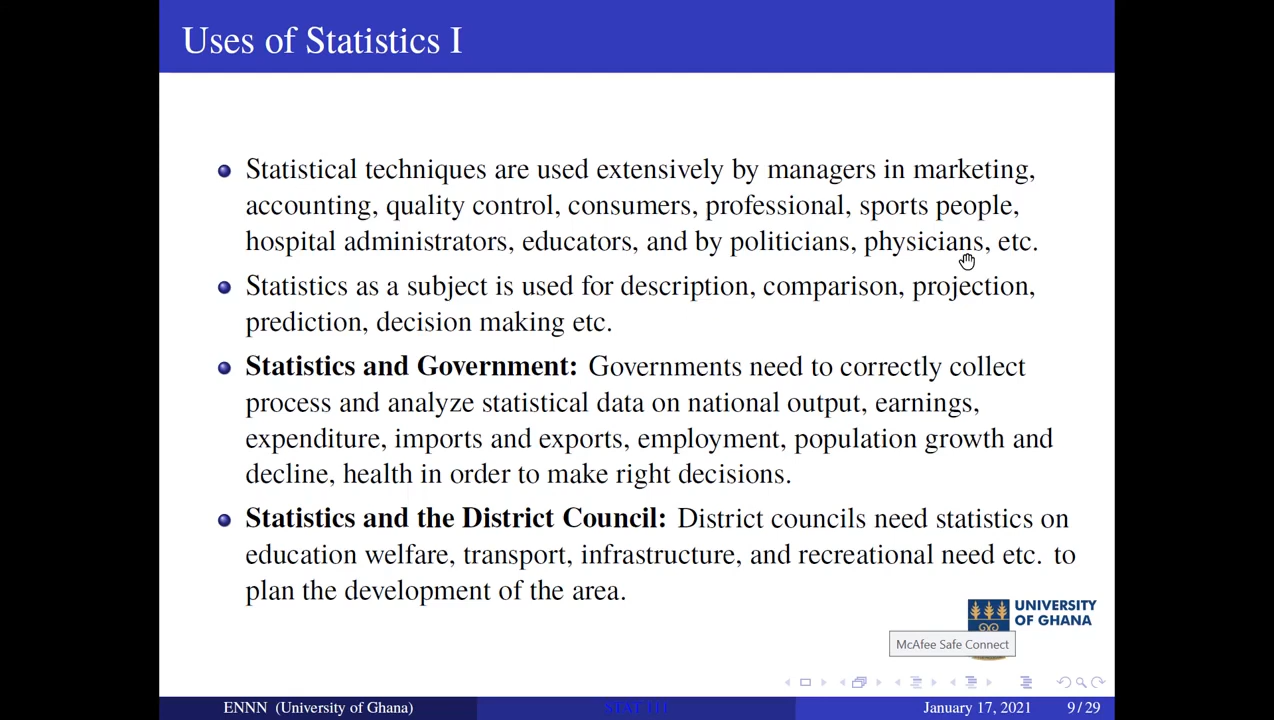 Uses of Statistics I
Statistical techniques are used extensively by managers in marketing,
accounting, quality control, consumers, professional, sports people,
hospital administrators, educators, and by politicians, physicians, etc.
Statistics as a subject is used for description, comparison, projection,
prediction, decision making etc.
Statistics and Government: Governments need to correctly collect
process and analyze statistical data on national output, earnings,
expenditure, imports and exports, employment, population growth and
decline, health in order to make right decisions.
Statistics and the District Council: District councils need statistics on
education welfare, transport, infrastructure, and recreational need etc. to
plan the development of the area.
UNIVERSITY
OF GHANA
McAfee Safe Connect
ENNN (University of Ghana) STAT 111 January 17, 2021 9 / 29